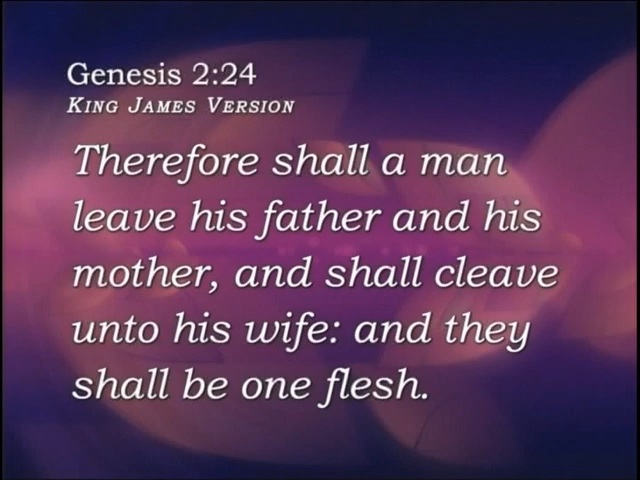 Genesis 2:24
King James Version
Therefore shall a man
leave his father and his
mother, and shall cleave
unto his wife: and they
shall be one flesh.